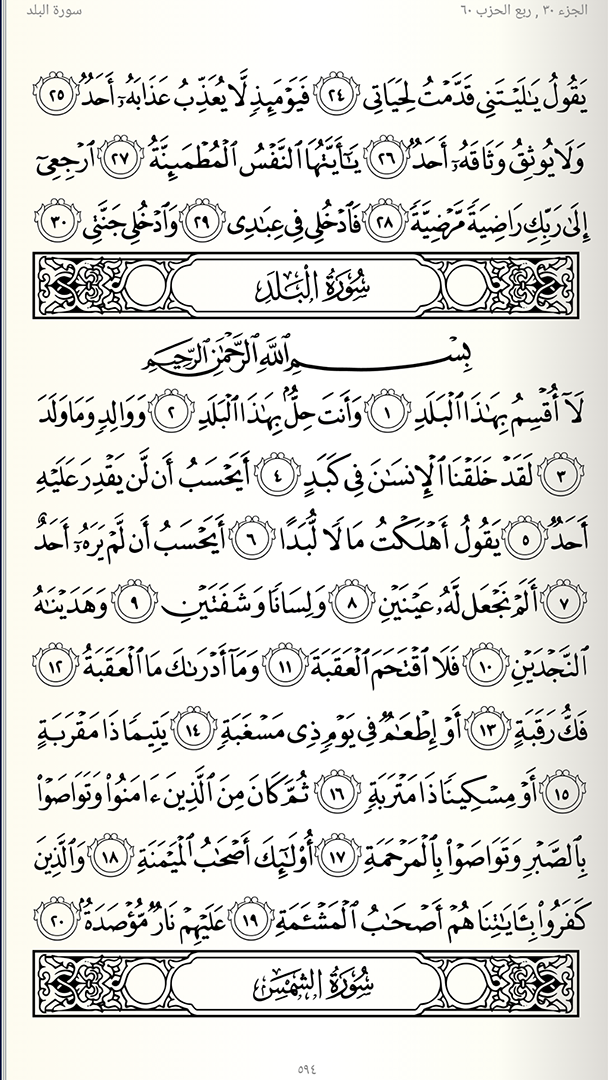 الجزء ٣٠ , ربع الحزب ٦٠ سورة البلد
يَقُولُ يَٰلَيْتَنِى قَدَّمْتُ لِحَيَاتِى ٢٤ فَيَوْمَئِذٍ لَّا يُعَذِّبُ عَذَابَهُۥٓ أَحَدٌ ٢٥
وَلَا يُوثِقُ وَثَاقَهُۥٓ أَحَدٌ ٢٦ يَٰٓأَيَّتُهَا ٱلنَّفْسُ ٱلْمُطْمَئِنَّةُ ٢٧ ٱرْجِعِىٓ
إِلَىٰ رَبِّكِ رَاضِيَةً مَّرْضِيَّةً ٢٨ فَٱدْخُلِى فِى عِبَٰدِى ٢٩ وَٱدْخُلِى جَنَّتِى ٣٠
سُورَةُ الْبَلَدِ
بِسْمِ ٱللَّهِ ٱلرَّحْمَٰنِ ٱلرَّحِيمِ
لَآ أُقْسِمُ بِهَٰذَا ٱلْبَلَدِ ١ وَأَنتَ حِلٌّۢ بِهَٰذَا ٱلْبَلَدِ ٢ وَوَالِدٍ وَمَا وَلَدَ
٣ لَقَدْ خَلَقْنَا ٱلْإِنسَٰنَ فِى كَبَدٍ ٤ أَيَحْسَبُ أَن لَّن يَقْدِرَ عَلَيْهِ
أَحَدٌ ٥ يَقُولُ أَهْلَكْتُ مَالًا لُّبَدًا ٦ أَيَحْسَبُ أَن لَّمْ يَرَهُۥٓ أَحَدٌ
٧ أَلَمْ نَجْعَل لَّهُۥ عَيْنَيْنِ ٨ وَلِسَانًا وَشَفَتَيْنِ ٩ وَهَدَيْنَٰهُ
ٱلنَّجْدَيْنِ ١٠ فَلَا ٱقْتَحَمَ ٱلْعَقَبَةَ ١١ وَمَآ أَدْرَىٰكَ مَا ٱلْعَقَبَةُ ١٢
فَكُّ رَقَبَةٍ ١٣ أَوْ إِطْعَٰمٌ فِى يَوْمٍ ذِى مَسْغَبَةٍ ١٤ يَتِيمًا ذَا مَقْرَبَةٍ
١٥ أَوْ مِسْكِينًا ذَا مَتْرَبَةٍ ١٦ ثُمَّ كَانَ مِنَ ٱلَّذِينَ ءَامَنُوا۟ وَتَوَاصَوْا۟
بِٱلصَّبْرِ وَتَوَاصَوْا۟ بِٱلْمَرْحَمَةِ ١٧ أُو۟لَٰٓئِكَ أَصْحَٰبُ ٱلْمَيْمَنَةِ ١٨ وَٱلَّذِينَ
كَفَرُوا۟ بِـَٔايَٰتِنَا هُمْ أَصْحَٰبُ ٱلْمَشْـَٔمَةِ ١٩ عَلَيْهِمْ نَارٌ مُّؤْصَدَةٌۢ ٢٠
سُورَةُ الشَّمْسِ
٥٩٤